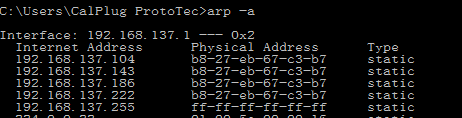 C:\Users\CalPlug ProtoTec>arp -a
Interface: 192.168.137.1 --- 0x2
Internet Address Physical Address Type
192.168.137.104 b8-27-eb-67-c3-b7 static
192.168.137.143 b8-27-eb-67-c3-b7 static
192.168.137.186 b8-27-eb-67-c3-b7 static
192.168.137.222 b8-27-eb-67-c3-b7 static
192.168.137.255 ff-ff-ff-ff-ff-ff static